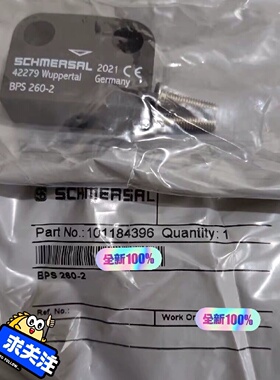 SCHMERSAL 2021 CE
42279 Wuppertal Germany
BPS 260-2
SCHMERSAL
Part No.:101184396 Quantity:1
全新100%
BPS 260-2
Ref. No.:
Work Or
全新100%
求关注